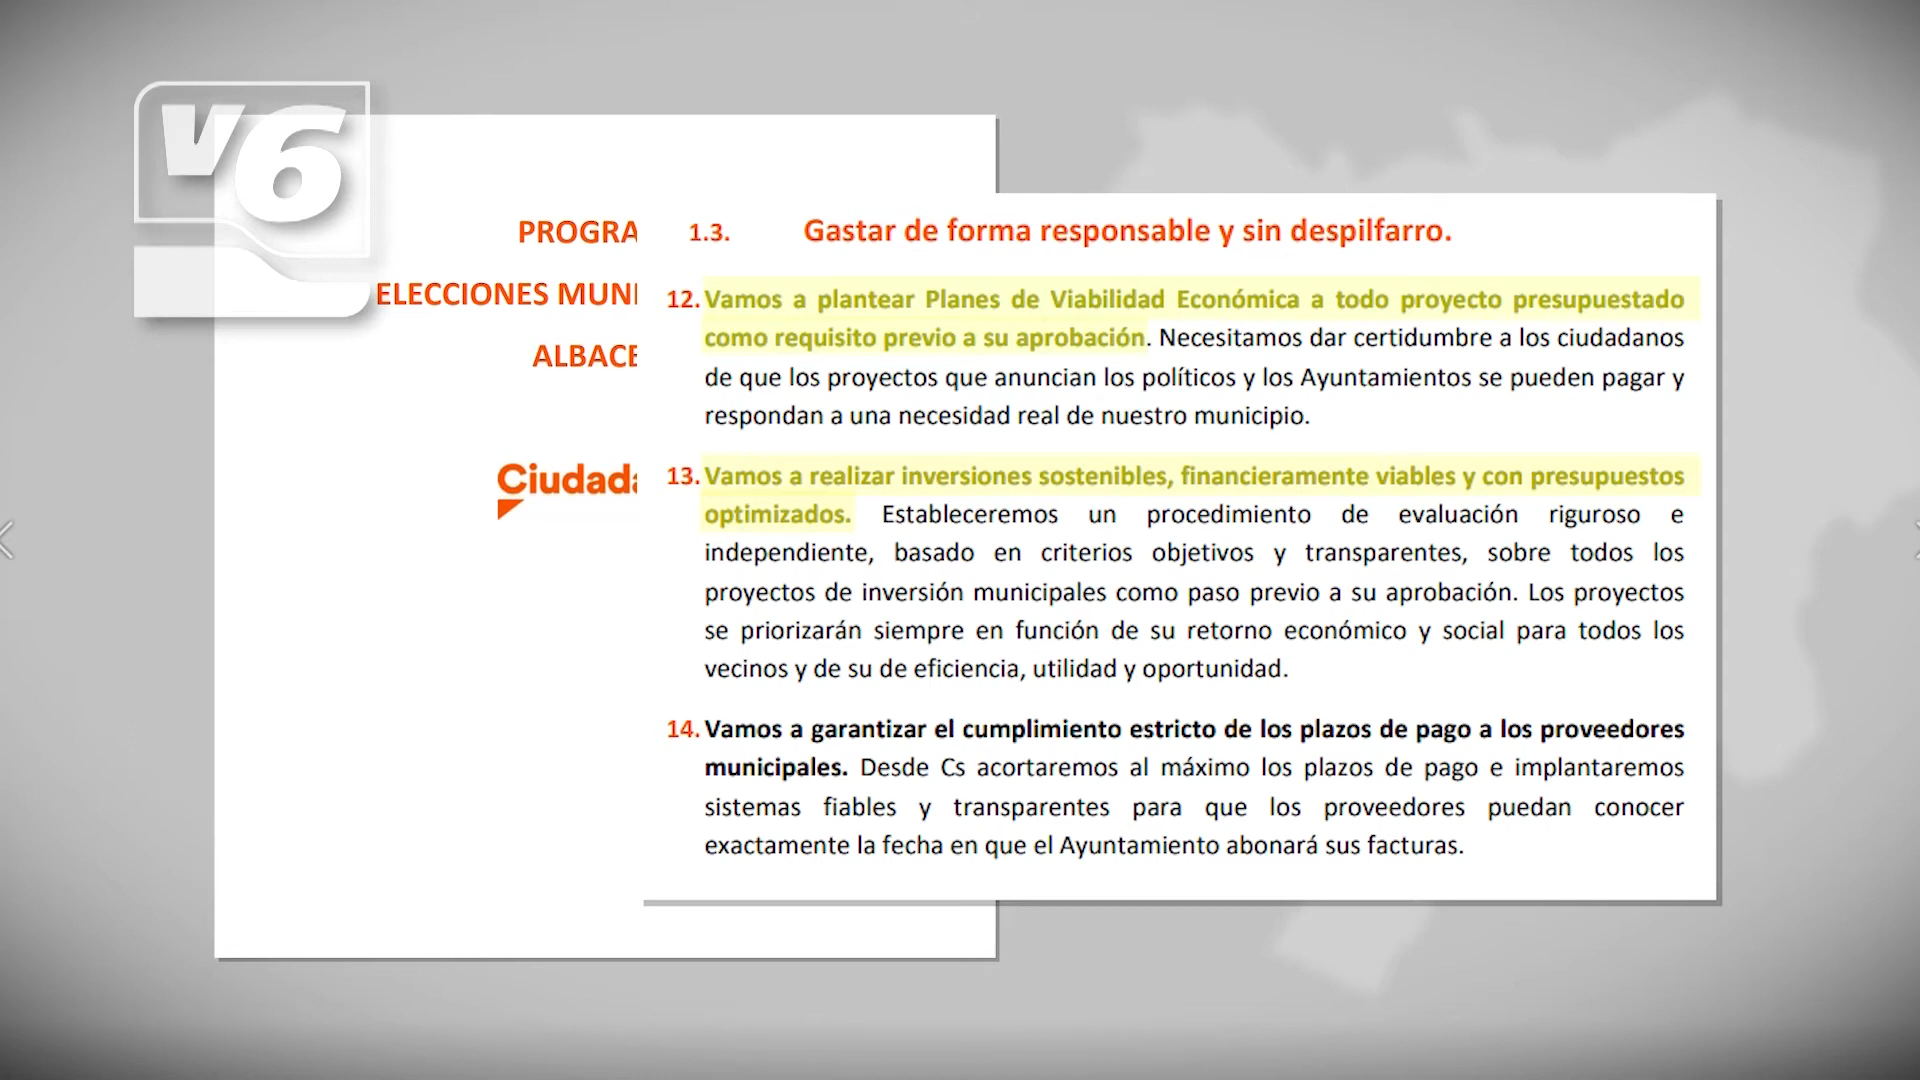 V6
PROGRA
ELECCIONES MUNI
ALBACE
Ciudada
1.3. Gastar de forma responsable y sin despilfarro.
12. Vamos a plantear Planes de Viabilidad Económica a todo proyecto presupuestado
como requisito previo a su aprobación. Necesitamos dar certidumbre a los ciudadanos
de que los proyectos que anuncian los políticos y los Ayuntamientos se pueden pagar y
respondan a una necesidad real de nuestro municipio.
13. Vamos a realizar inversiones sostenibles, financieramente viables y con presupuestos
optimizados. Estableceremos un procedimiento de evaluación riguroso e
independiente, basado en criterios objetivos y transparentes, sobre todos los
proyectos de inversión municipales como paso previo a su aprobación. Los proyectos
se priorizarán siempre en función de su retorno económico y social para todos los
vecinos y de su de eficiencia, utilidad y oportunidad.
14. Vamos a garantizar el cumplimiento estricto de los plazos de pago a los proveedores
municipales. Desde Cs acortaremos al máximo los plazos de pago e implantaremos
sistemas fiables y transparentes para que los proveedores puedan conocer
exactamente la fecha en que el Ayuntamiento abonará sus facturas.